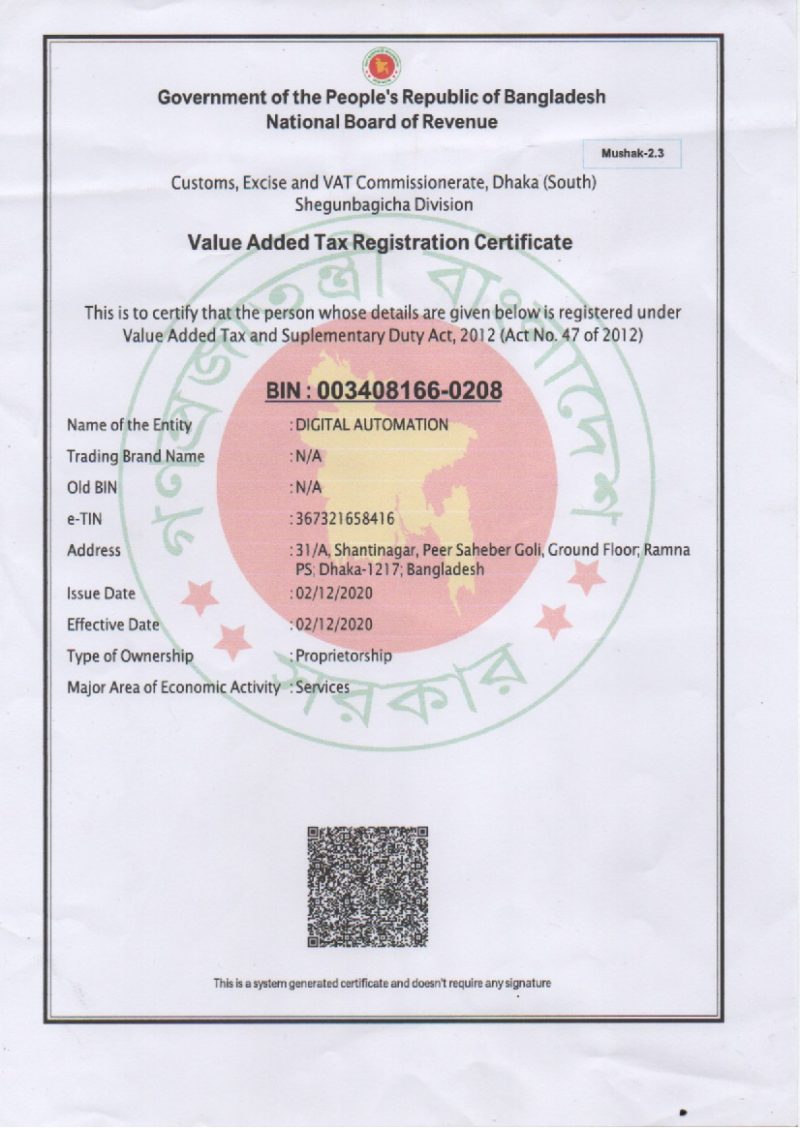 Government of the People's Republic of Bangladesh
National Board of Revenue
Mushak-2.3
Customs, Excise and VAT Commissionerate, Dhaka (South)
Shegunbagicha Division
Value Added Tax Registration Certificate
This is to certify that the person whose details are given below is registered under
Value Added Tax and Suplementary Duty Act, 2012 (Act No. 47 of 2012)
BIN : 003408166-0208
Name of the Entity : DIGITAL AUTOMATION
Trading Brand Name : N/A
Old BIN : N/A
e-TIN : 367321658416
Address : 31/A, Shantinagar, Peer Saheber Goli, Ground Floor; Ramna
PS; Dhaka-1217; Bangladesh
Issue Date : 02/12/2020
Effective Date : 02/12/2020
Type of Ownership : Proprietorship
Major Area of Economic Activity : Services
গণপ্রজাতন্ত্রী বাংলাদেশ
সরকার
This is a system generated certificate and doesn't require any signature